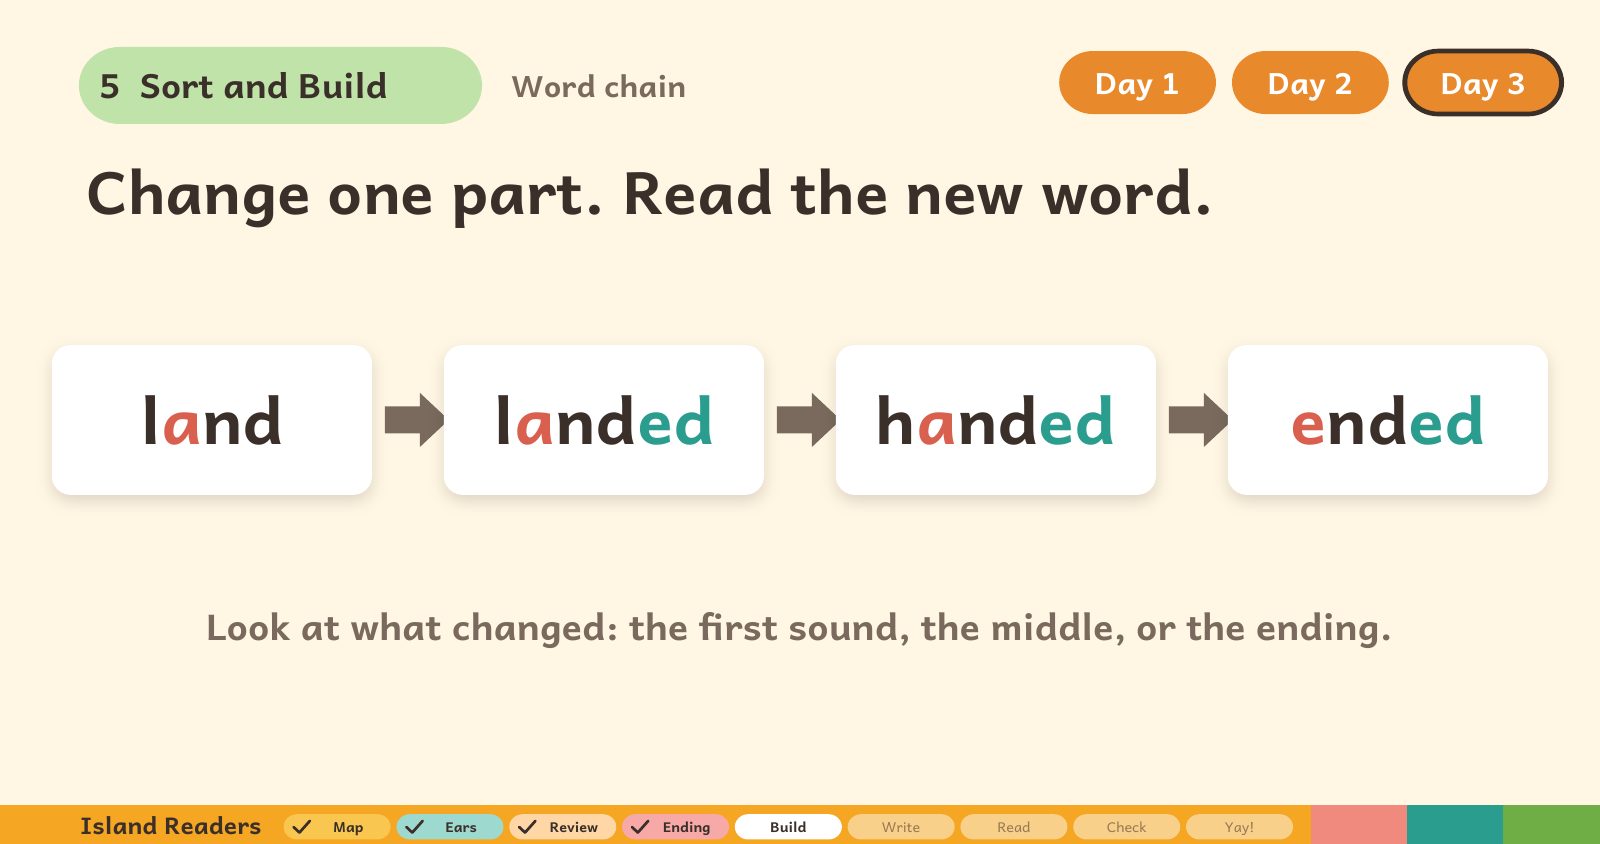 5 Sort and Build
Word chain
Day 1
Day 2
Day 3
Change one part. Read the new word.
land
landed
handed
ended
Look at what changed: the first sound, the middle, or the ending.
Island Readers
Map
Ears
Review
Ending
Build
Write
Read
Check
Yay!